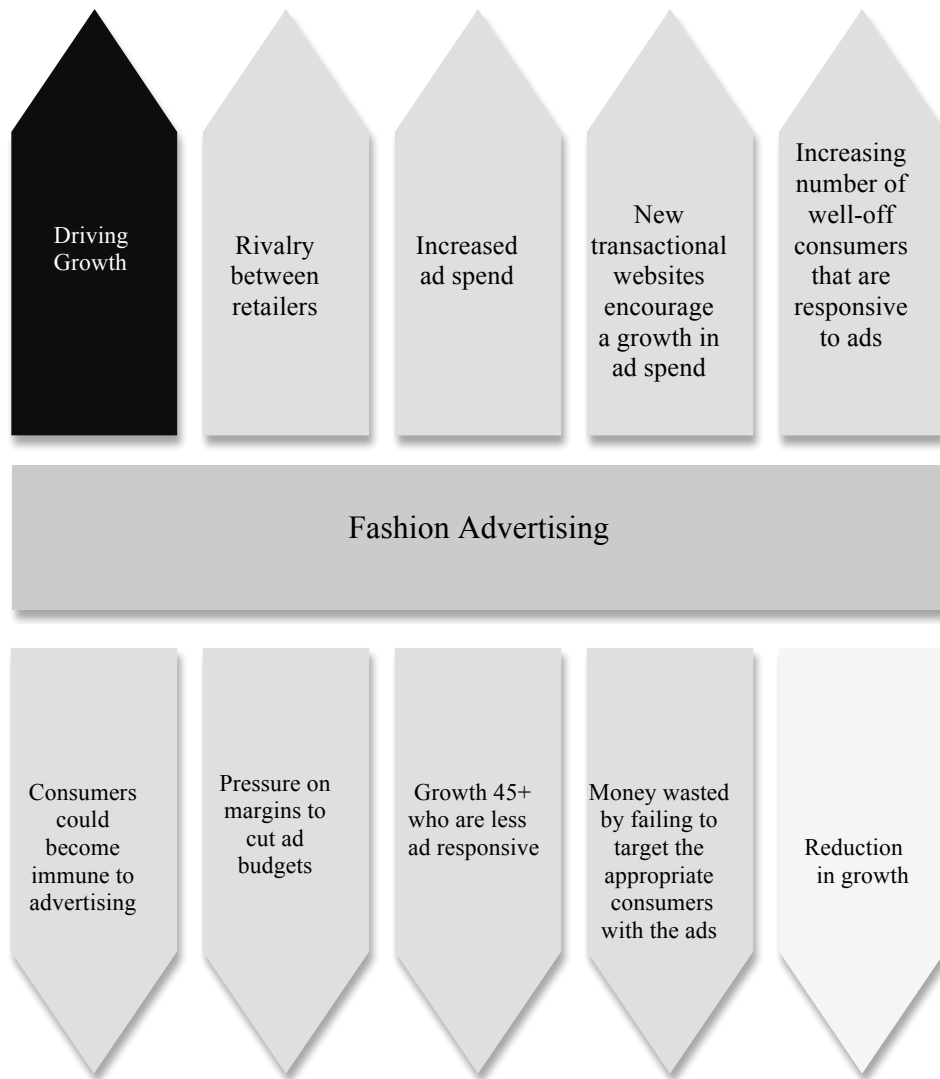 Driving
Growth
Rivalry
between
retailers
Increased
ad spend
New
transactional
websites
encourage
a growth in
ad spend
Increasing
number of
well-off
consumers
that are
responsive
to ads
Fashion Advertising
Consumers
could
become
immune to
advertising
Pressure on
margins to
cut ad
budgets
Growth 45+
who are less
ad responsive
Money wasted
by failing to
target the
appropriate
consumers
with the ads
Reduction
in growth